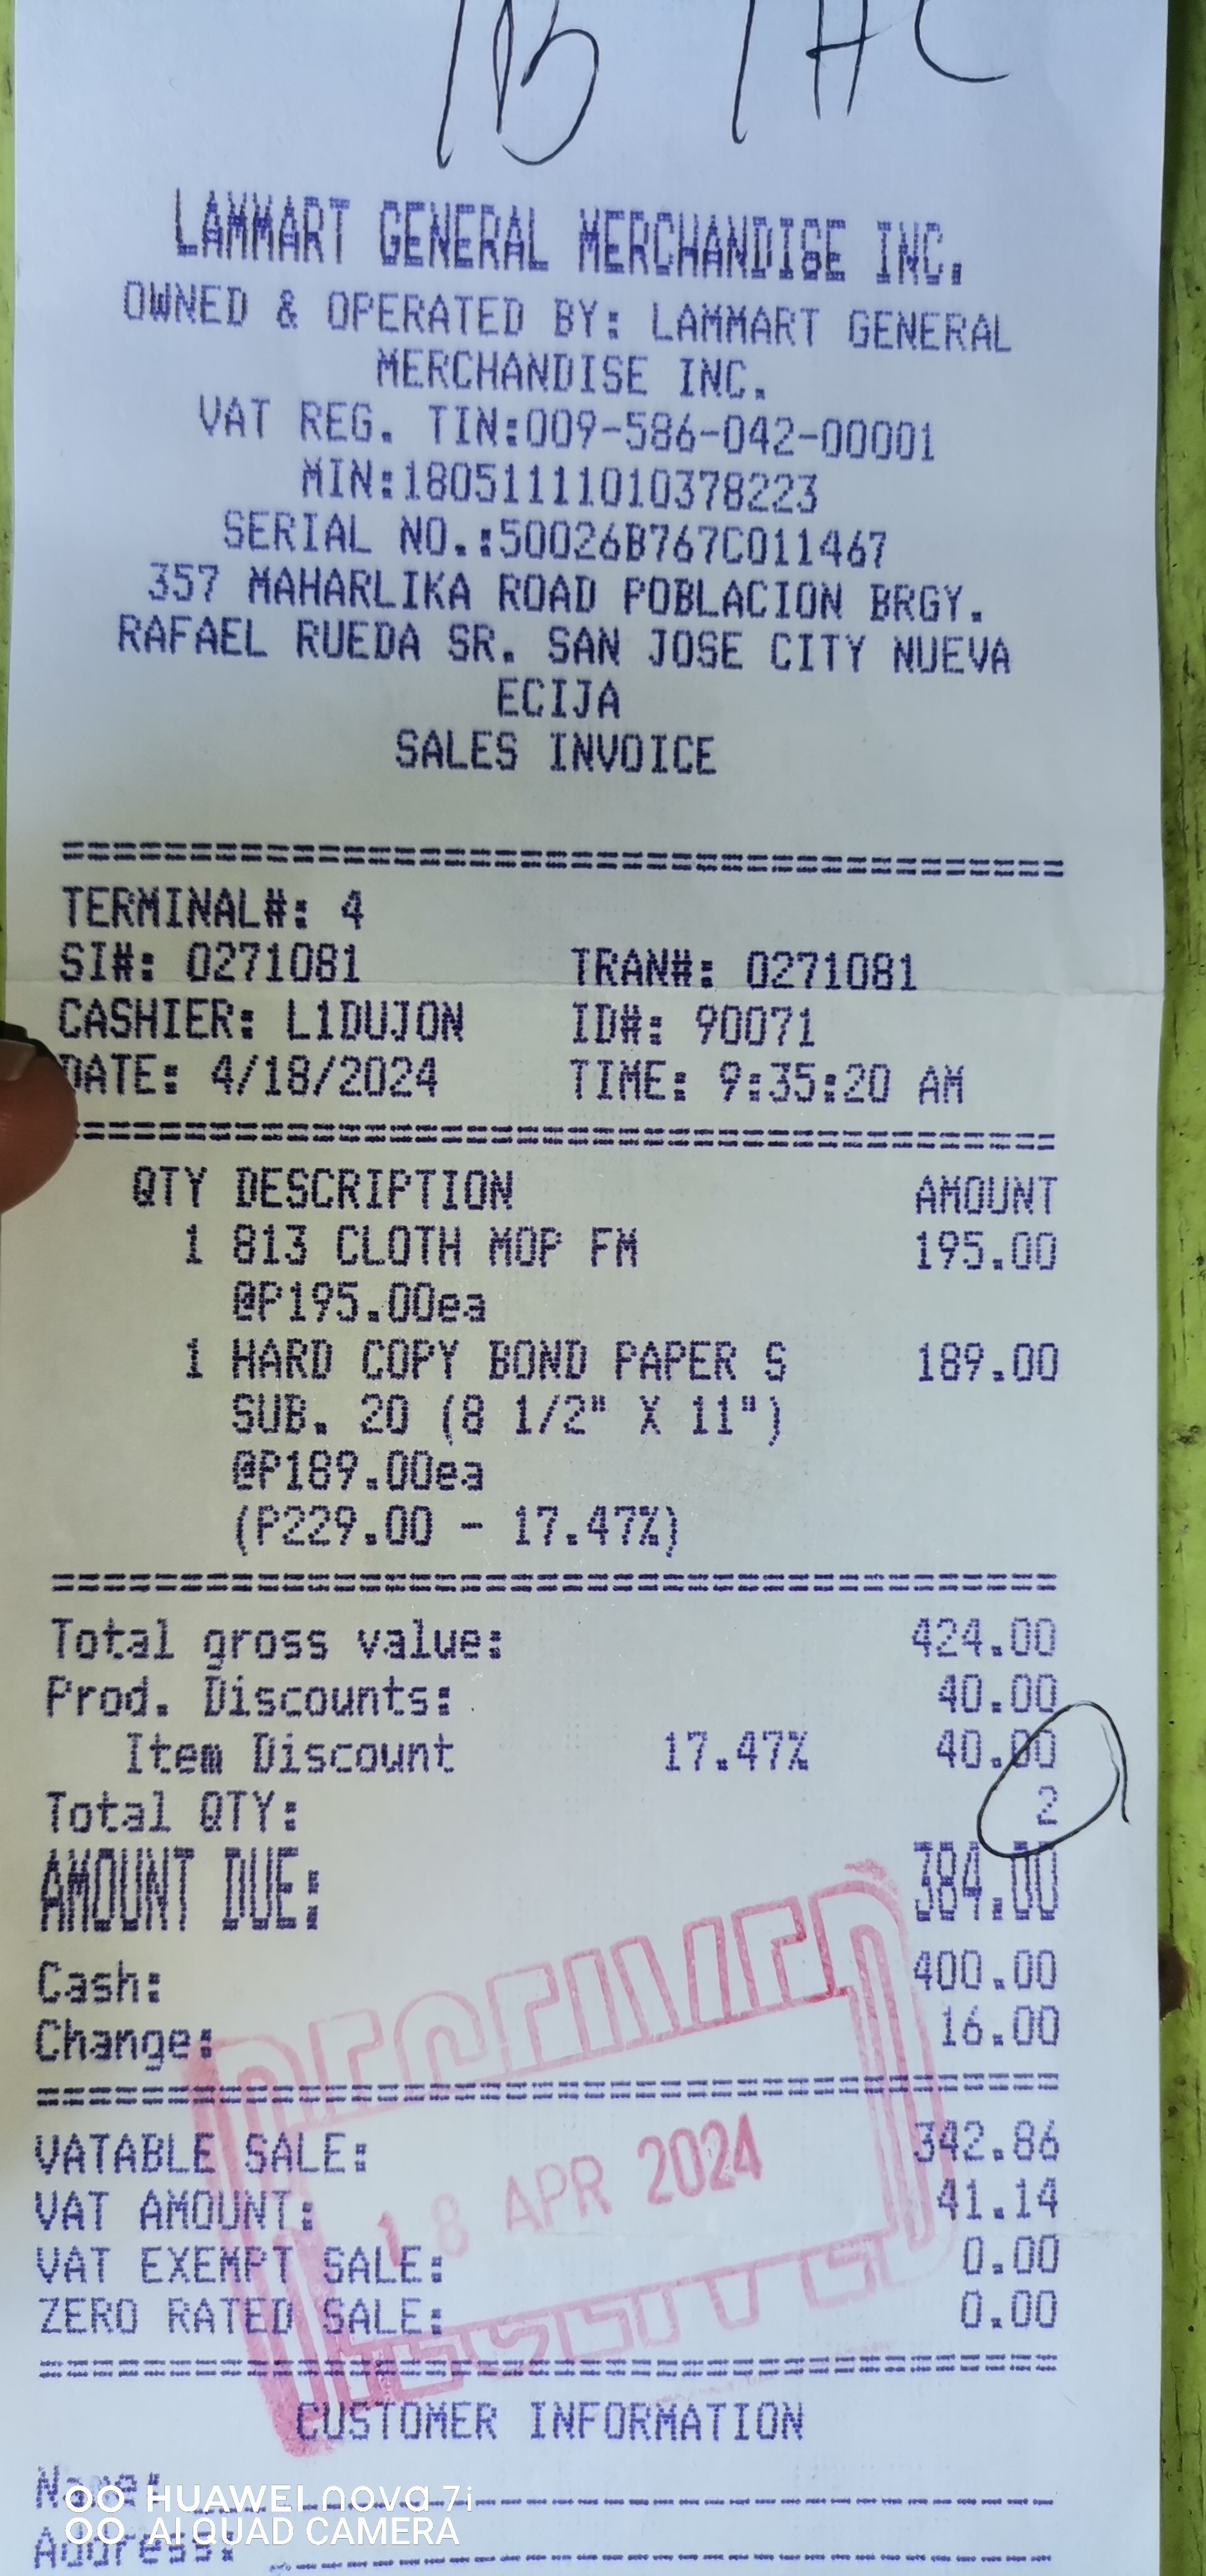 LAMMART GENERAL MERCHANDISE INC.
OWNED & OPERATED BY: LAMMART GENERAL
MERCHANDISE INC.
VAT REG. TIN:009-586-042-00001
MIN:18051111010378223
SERIAL NO.:50026B767C011467
357 MAHARLIKA ROAD POBLACION BRGY.
RAFAEL RUEDA SR. SAN JOSE CITY NUEVA
ECIJA
SALES INVOICE
TERMINAL#: 4
SI#: 0271081 TRAN#: 0271081
CASHIER: L1DUJON ID#: 90071
DATE: 4/18/2024 TIME: 9:35:20 AM
QTY DESCRIPTION AMOUNT
1 813 CLOTH MOP FM 195.00
@P195.00ea
1 HARD COPY BOND PAPER S 189.00
SUB. 20 (8 1/2" X 11")
@P189.00ea
(P229.00 - 17.47%)
Total gross value: 424.00
Prod. Discounts: 40.00
Item Discount 17.47% 40.00
Total QTY: 2
AMOUNT DUE: 384.00
Cash: 400.00
Change: 16.00
VATABLE SALE: 342.86
VAT AMOUNT: 41.14
VAT EXEMPT SALE: 0.00
ZERO RATED SALE: 0.00
18 APR 2024
CUSTOMER INFORMATION
Name:
Address:
HUAWEI nova 7i
AI QUAD CAMERA